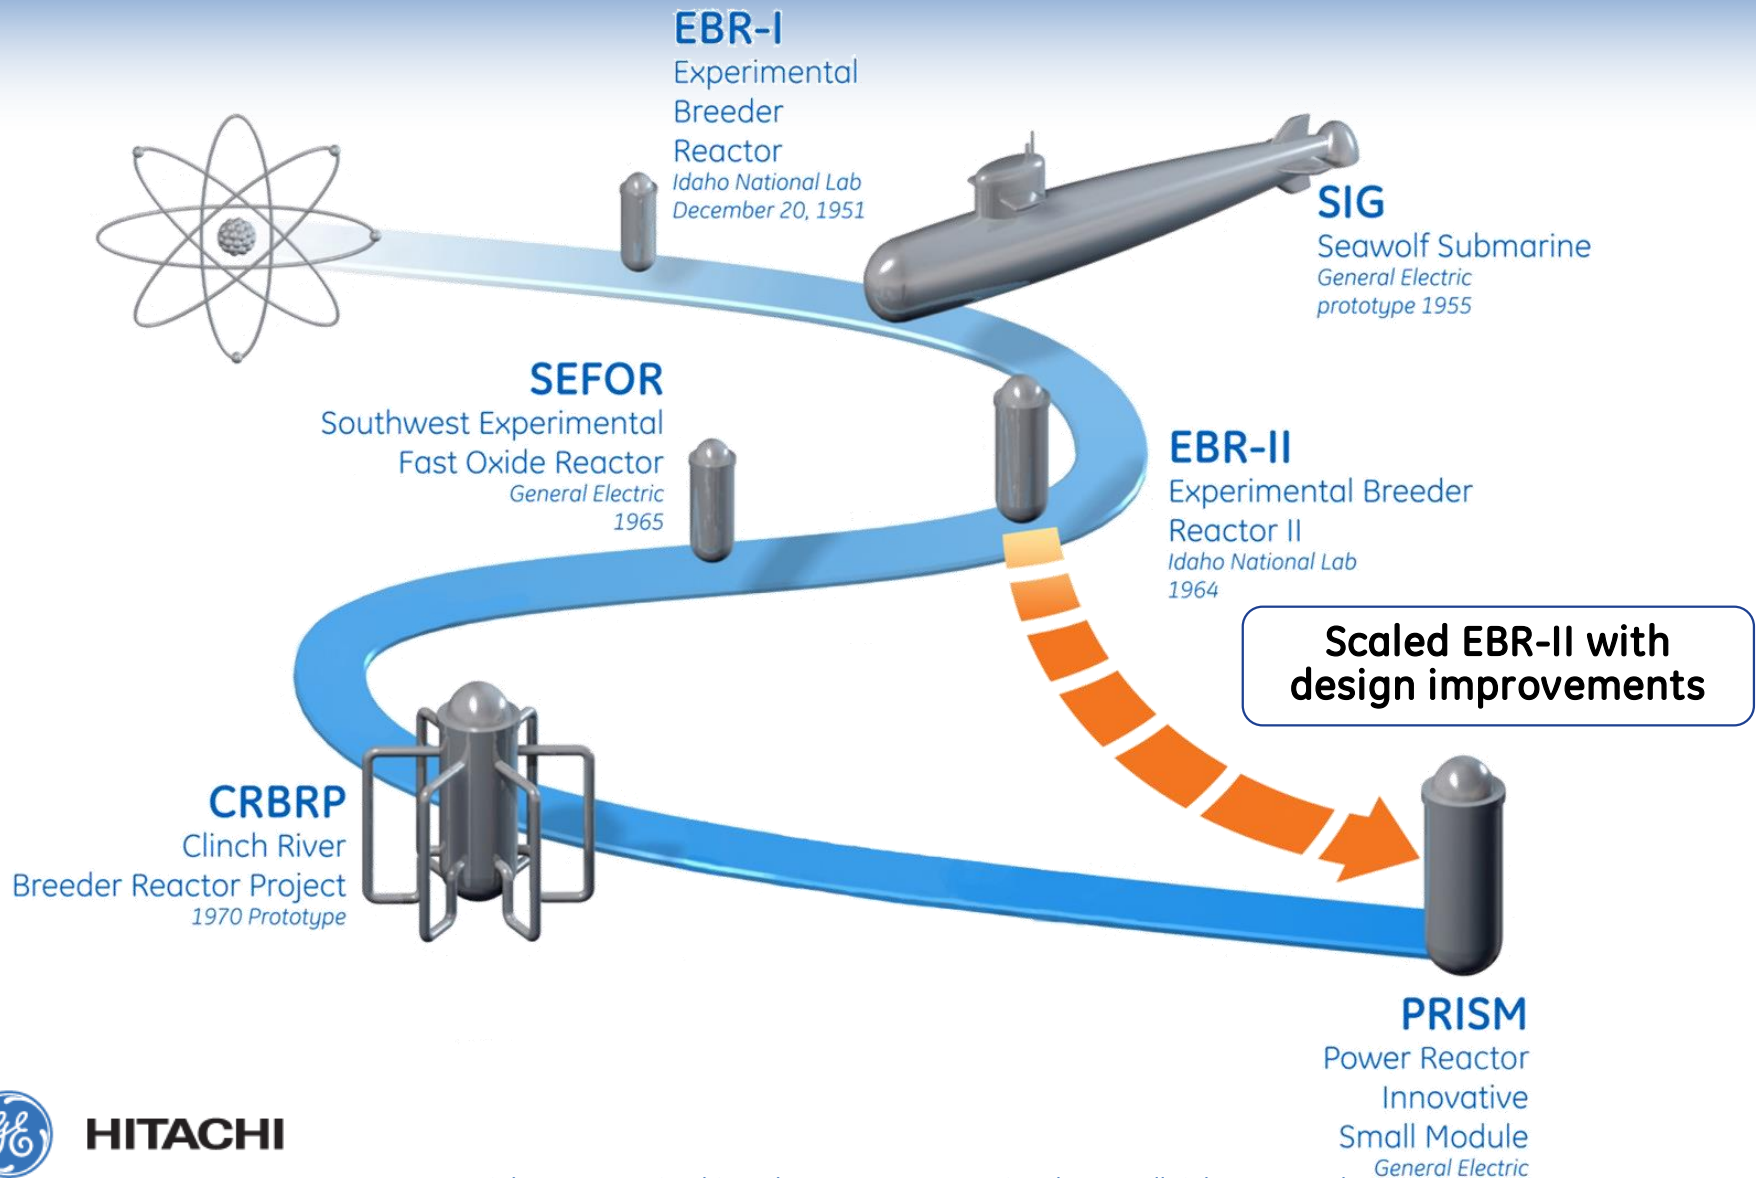 EBR-I
Experimental
Breeder
Reactor
Idaho National Lab
December 20, 1951
SIG
Seawolf Submarine
General Electric
prototype 1955
SEFOR
Southwest Experimental
Fast Oxide Reactor
General Electric
1965
EBR-II
Experimental Breeder
Reactor II
Idaho National Lab
1964
Scaled EBR-II with
design improvements
CRBRP
Clinch River
Breeder Reactor Project
1970 Prototype
PRISM
Power Reactor
Innovative
Small Module
General Electric
GE HITACHI